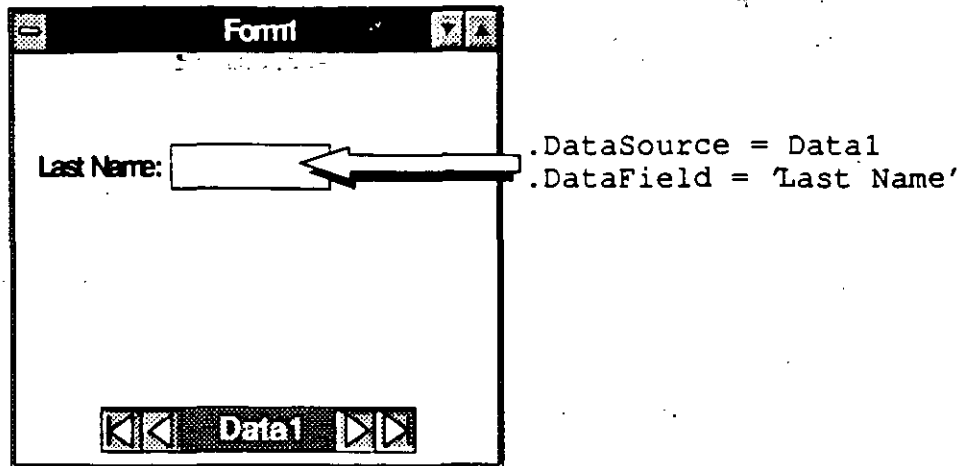 Form1
Last Name:
.DataSource = Data1
.DataField = 'Last Name'
Data1